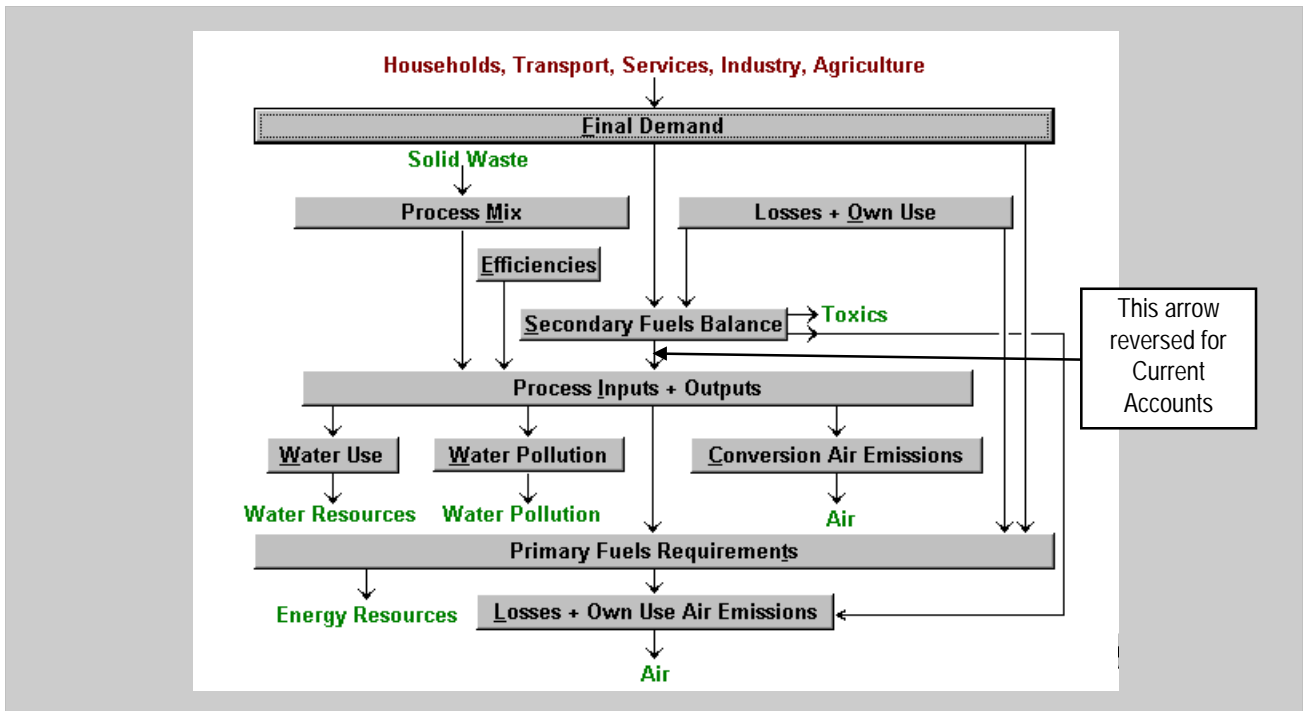 Households, Transport, Services, Industry, Agriculture
Final Demand
Solid Waste
Process Mix
Losses + Own Use
Efficiencies
Secondary Fuels Balance
Toxics
This arrow
reversed for
Current
Accounts
Process Inputs + Outputs
Water Use
Water Pollution
Conversion Air Emissions
Water Resources
Water Pollution
Air
Primary Fuels Requirements
Energy Resources
Losses + Own Use Air Emissions
Air